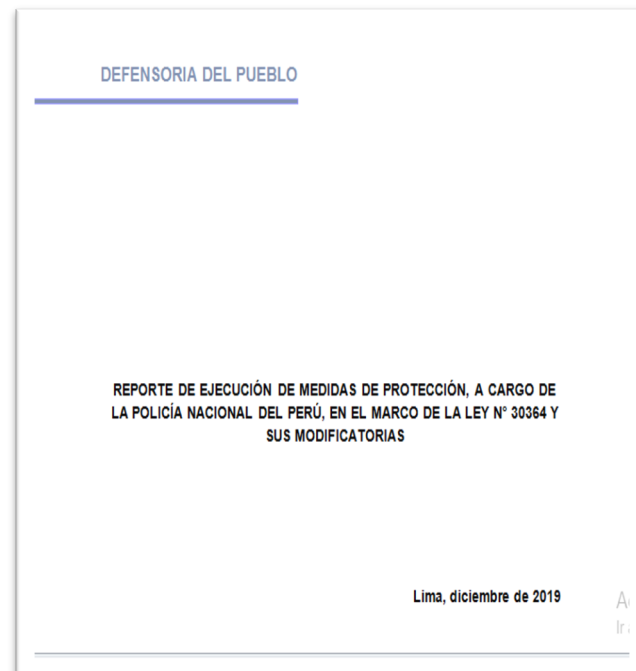 DEFENSORIA DEL PUEBLO
REPORTE DE EJECUCIÓN DE MEDIDAS DE PROTECCIÓN, A CARGO DE
LA POLICÍA NACIONAL DEL PERÚ, EN EL MARCO DE LA LEY N° 30364 Y
SUS MODIFICATORIAS
Lima, diciembre de 2019
Ir